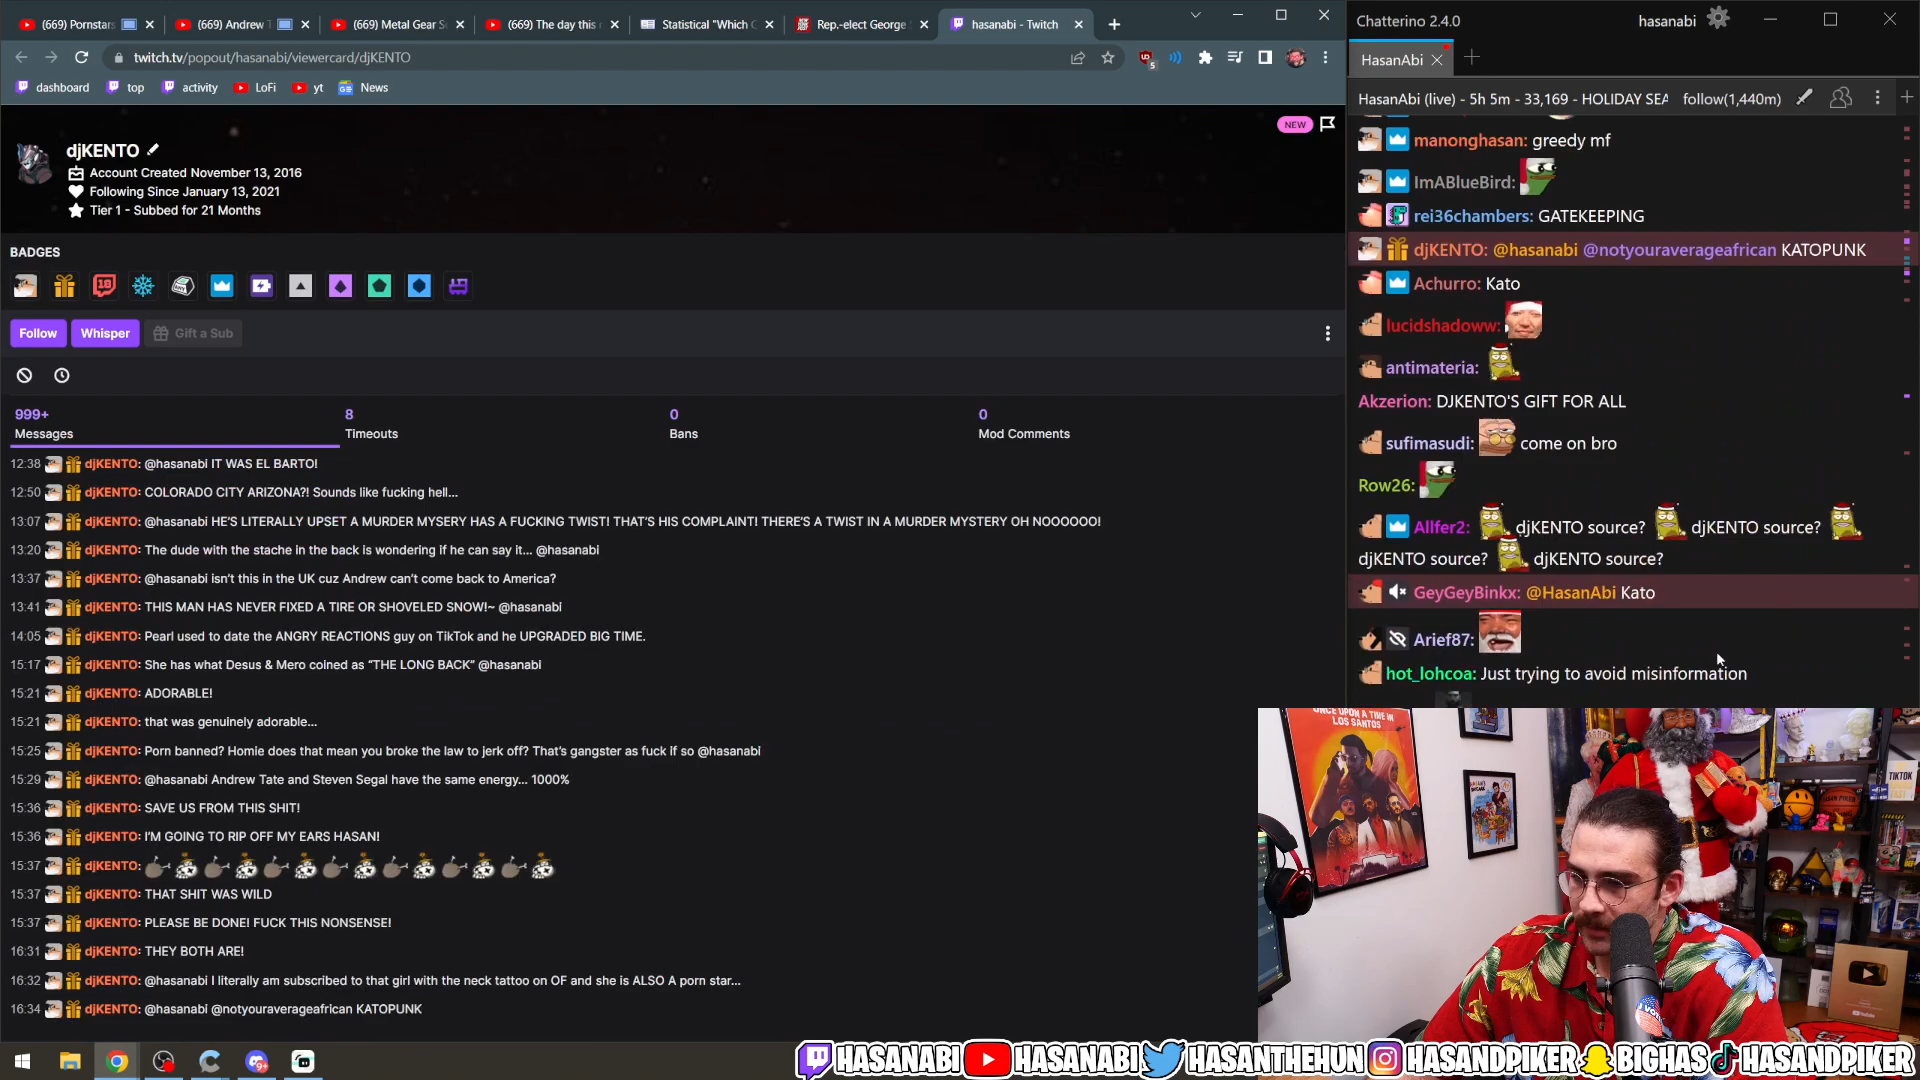 (669) Pornstars
(669) Andrew T
(669) Metal Gear So
(669) The day this r
Statistical "Which C
Rep.-elect George S
hasanabi - Twitch
twitch.tv/popout/hasanabi/viewercard/djKENTO
dashboard
top
activity
LoFi
yt
News
NEW
djKENTO
Account Created November 13, 2016
Following Since January 13, 2021
Tier 1 - Subbed for 21 Months
BADGES
Follow
Whisper
Gift a Sub
999+
Messages
8
Timeouts
0
Bans
0
Mod Comments
12:38 djKENTO: @hasanabi IT WAS EL BARTO!
12:50 djKENTO: COLORADO CITY ARIZONA?! Sounds like fucking hell...
13:07 djKENTO: @hasanabi HE'S LITERALLY UPSET A MURDER MYSERY HAS A FUCKING TWIST! THAT'S HIS COMPLAINT! THERE'S A TWIST IN A MURDER MYSTERY OH NOOOOOO!
13:20 djKENTO: The dude with the stache in the back is wondering if he can say it... @hasanabi
13:37 djKENTO: @hasanabi isn't this in the UK cuz Andrew can't come back to America?
13:41 djKENTO: THIS MAN HAS NEVER FIXED A TIRE OR SHOVELED SNOW!~ @hasanabi
14:05 djKENTO: Pearl used to date the ANGRY REACTIONS guy on TikTok and he UPGRADED BIG TIME.
15:17 djKENTO: She has what Desus & Mero coined as “THE LONG BACK” @hasanabi
15:21 djKENTO: ADORABLE!
15:21 djKENTO: that was genuinely adorable...
15:25 djKENTO: Porn banned? Homie does that mean you broke the law to jerk off? That's gangster as fuck if so @hasanabi
15:29 djKENTO: @hasanabi Andrew Tate and Steven Segal have the same energy... 1000%
15:36 djKENTO: SAVE US FROM THIS SHIT!
15:36 djKENTO: I'M GOING TO RIP OFF MY EARS HASAN!
15:37 djKENTO:
15:37 djKENTO: THAT SHIT WAS WILD
15:37 djKENTO: PLEASE BE DONE! FUCK THIS NONSENSE!
16:31 djKENTO: THEY BOTH ARE!
16:32 djKENTO: @hasanabi I literally am subscribed to that girl with the neck tattoo on OF and she is ALSO A porn star...
16:34 djKENTO: @hasanabi @notyouraverageafrican KATOPUNK
Chatterino 2.4.0
hasanabi
HasanAbi
HasanAbi (live) - 5h 5m - 33,169 - HOLIDAY SEA
follow(1,440m)
manonghasan: greedy mf
ImABlueBird:
rei36chambers: GATEKEEPING
djKENTO: @hasanabi @notyouraverageafrican KATOPUNK
Achurro: Kato
lucidshadoww:
antimateria:
Akzerion: DJKENTO'S GIFT FOR ALL
sufimasudi: come on bro
Row26:
Allfer2: djKENTO source? djKENTO source?
djKENTO source? djKENTO source?
GeyGeyBinkx: @HasanAbi Kato
Arief87:
hot_lohcoa: Just trying to avoid misinformation
ONCE UPON A TIME IN
LOS SANTOS
TIKTOK
HASANABI
HASANABI
HASANTHEHUN
HASANDPIKER
BIGHAS
HASANDPIKER